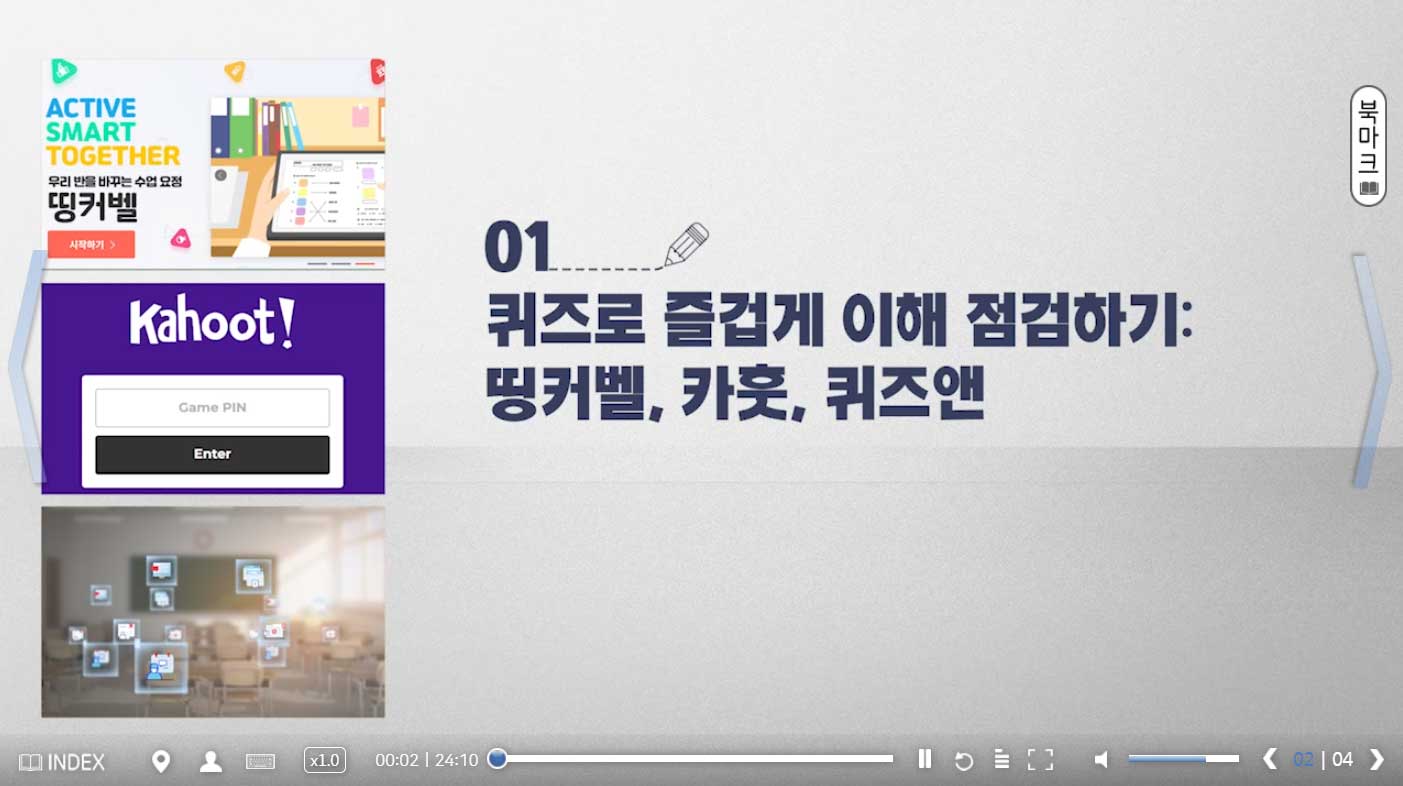 ACTIVE
SMART
TOGETHER
우리 반을 바꾸는 수업 요정
띵커벨
시작하기 >
Kahoot!
Game PIN
Enter
01
퀴즈로 즐겁게 이해 점검하기:
띵커벨, 카훗, 퀴즈앤
북마크
INDEX
x1.0
00:02 | 24:10
02 | 04